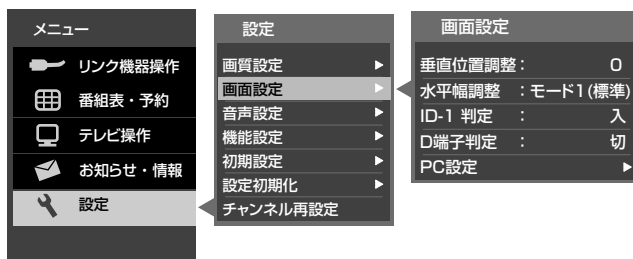 メニュー
リンク機器操作
番組表・予約
テレビ操作
お知らせ・情報
設定
設定
画質設定
画面設定
音声設定
機能設定
初期設定
設定初期化
チャンネル再設定
画面設定
垂直位置調整： 0
水平幅調整 ：モード1(標準)
ID-1 判定 ： 入
D端子判定 ： 切
PC設定